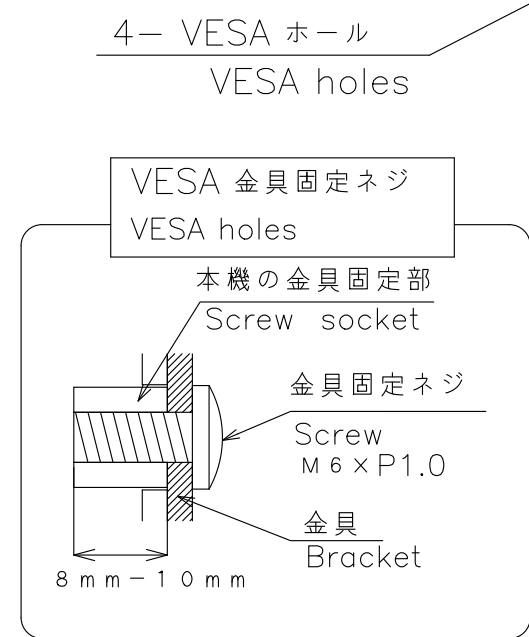 4- VESA ホール
VESA holes
VESA 金具固定ネジ
VESA holes
本機の金具固定部
Screw socket
金具固定ネジ
Screw
M6×P1.0
金具
Bracket
8mm-10mm